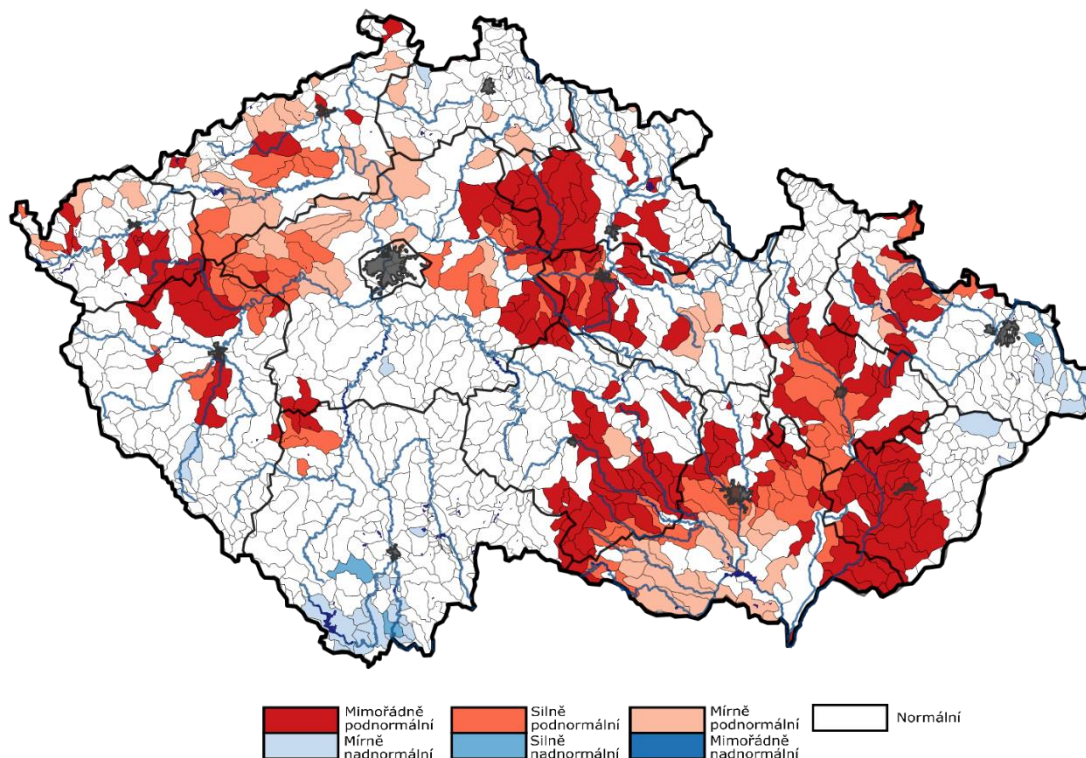 Mimořádně
podnormální
Silně
podnormální
Mírně
podnormální
Normální
Mírně
nadnormální
Silně
nadnormální
Mimořádně
nadnormální